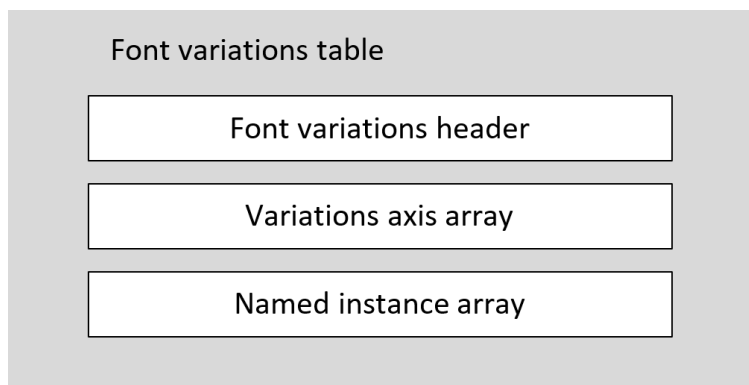 Font variations table
Font variations header
Variations axis array
Named instance array